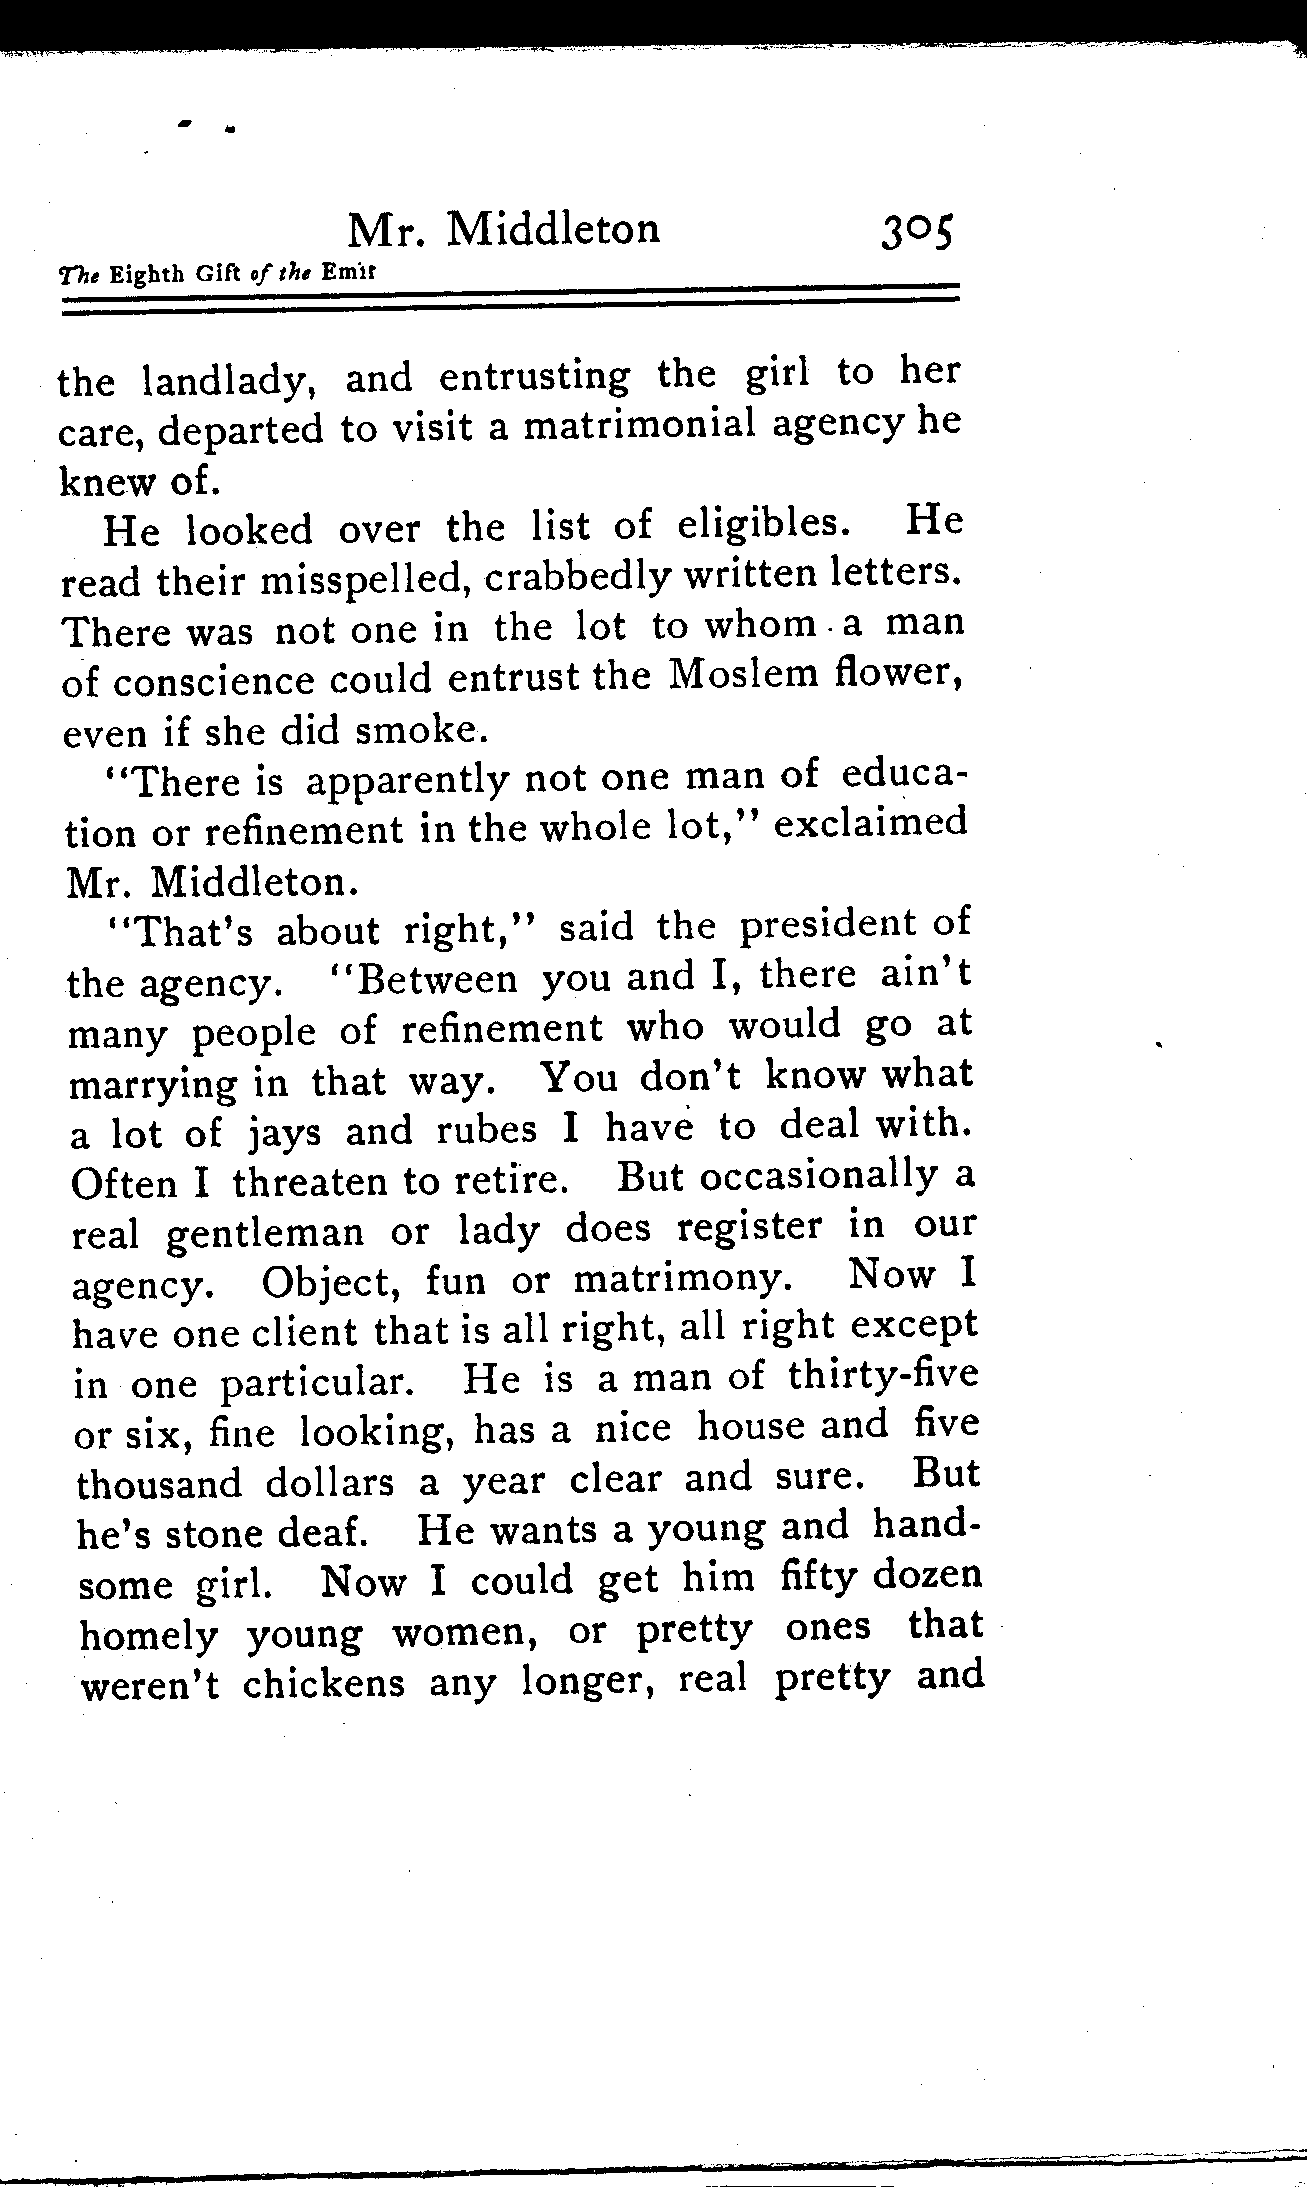 Mr. Middleton 305
The Eighth Gift of the Emir
the landlady, and entrusting the girl to her
care, departed to visit a matrimonial agency he
knew of.
He looked over the list of eligibles. He
read their misspelled, crabbedly written letters.
There was not one in the lot to whom a man
of conscience could entrust the Moslem flower,
even if she did smoke.
"There is apparently not one man of educa-
tion or refinement in the whole lot," exclaimed
Mr. Middleton.
"That's about right," said the president of
the agency. "Between you and I, there ain't
many people of refinement who would go at
marrying in that way. You don't know what
a lot of jays and rubes I have to deal with.
Often I threaten to retire. But occasionally a
real gentleman or lady does register in our
agency. Object, fun or matrimony. Now I
have one client that is all right, all right except
in one particular. He is a man of thirty-five
or six, fine looking, has a nice house and five
thousand dollars a year clear and sure. But
he's stone deaf. He wants a young and hand-
some girl. Now I could get him fifty dozen
homely young women, or pretty ones that
weren't chickens any longer, real pretty and